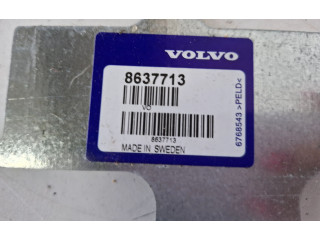 VOLVO
8637713
VO
8637713
MADE IN SWEDEN
6768543 >PELD<